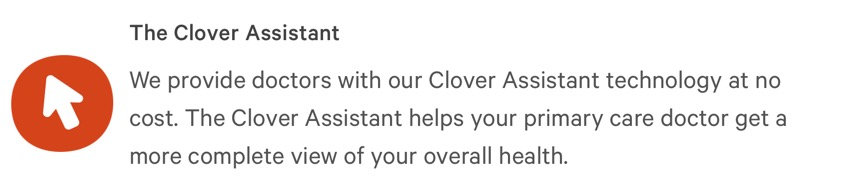 The Clover Assistant
We provide doctors with our Clover Assistant technology at no
cost. The Clover Assistant helps your primary care doctor get a
more complete view of your overall health.